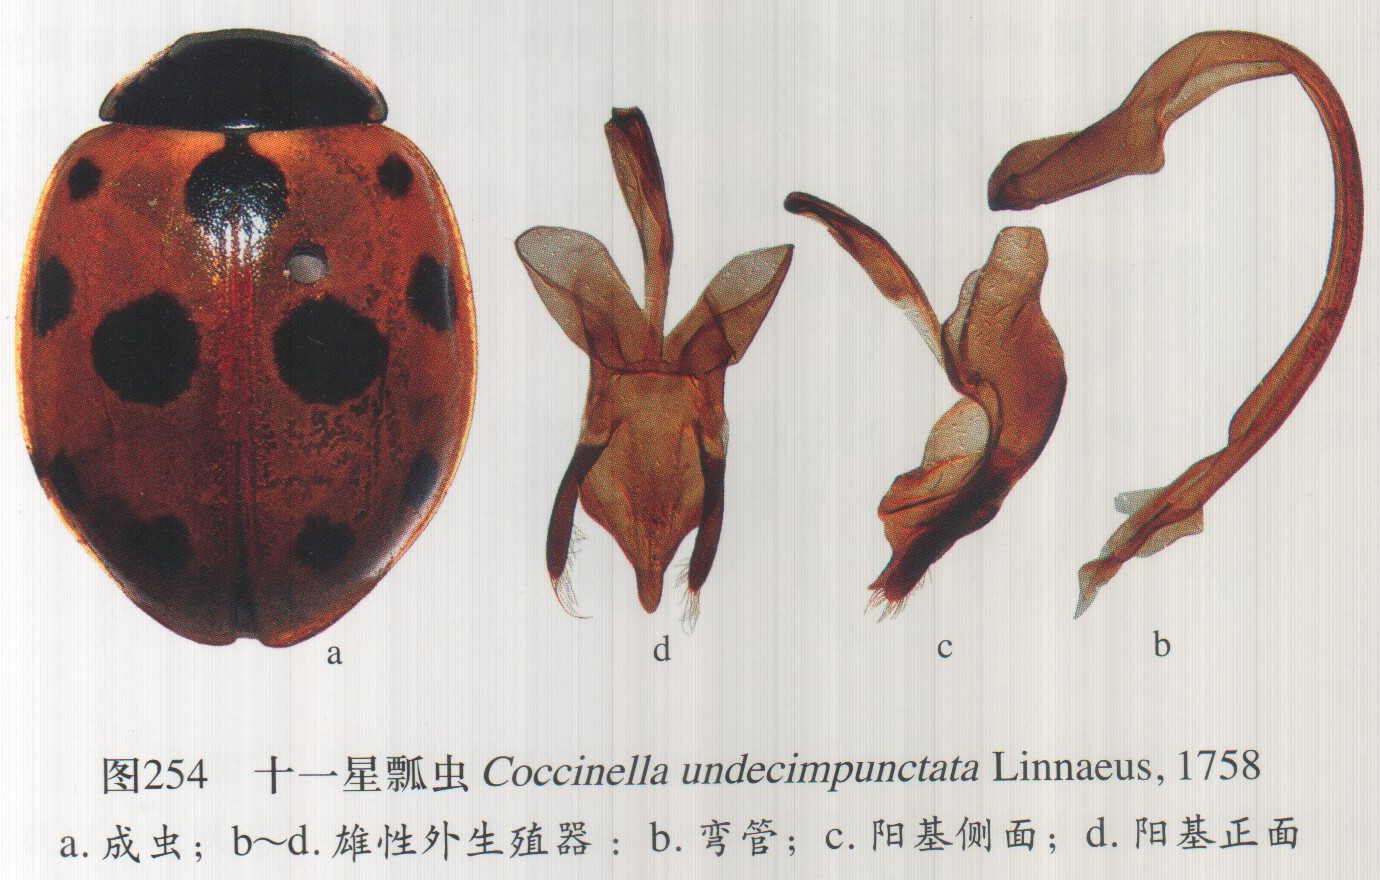 a d c b
图254 十一星瓢虫 Coccinella undecimpunctata Linnaeus, 1758
a. 成虫；b～d. 雄性外生殖器：b. 弯管；c. 阳基侧面；d. 阳基正面